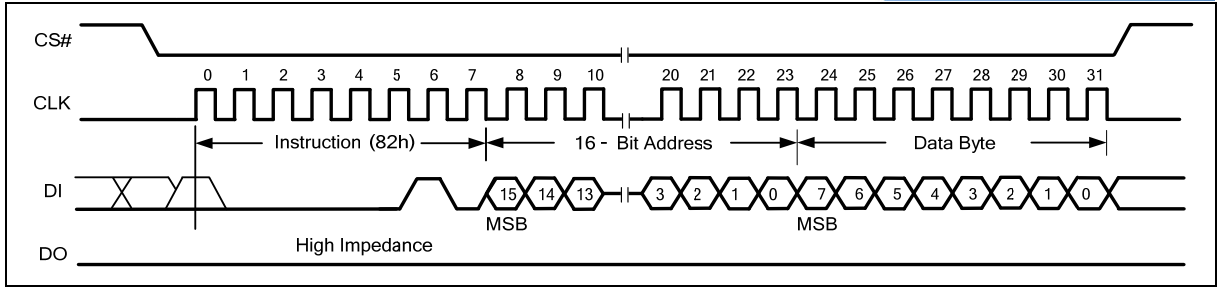 CS#
0 1 2 3 4 5 6 7 8 9 10 20 21 22 23 24 25 26 27 28 29 30 31
CLK
Instruction (82h) 16 - Bit Address Data Byte
DI 15 14 13 3 2 1 0 7 6 5 4 3 2 1 0
MSB MSB
High Impedance
DO